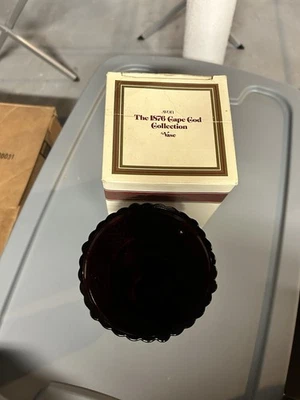 AVON
The 1876 Cape Cod
Collection
Vase